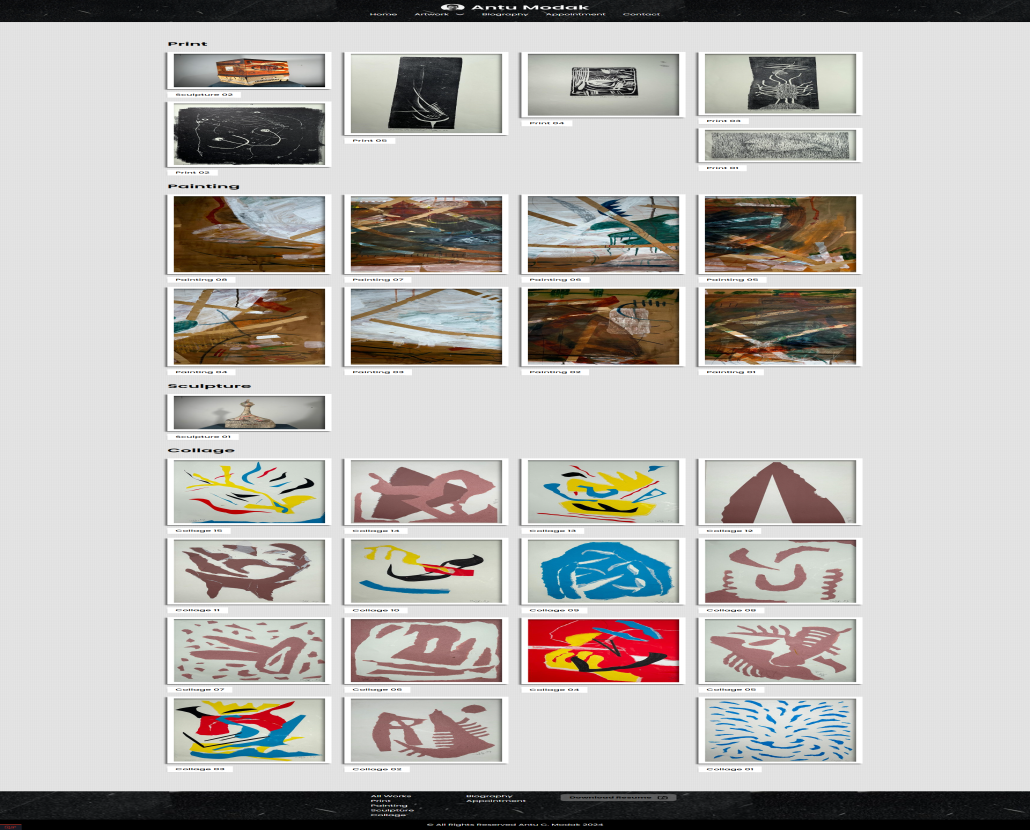 Antu Modak
Home Artwork Biography Appointment Contact
Print
Sculpture 02
Print 05
Print 04
Print 03
Print 02
Print 01
Painting
Painting 08
Painting 07
Painting 06
Painting 05
Painting 04
Painting 03
Painting 02
Painting 01
Sculpture
Sculpture 01
Collage
Collage 15
Collage 14
Collage 13
Collage 12
Collage 11
Collage 10
Collage 09
Collage 08
Collage 07
Collage 06
Collage 04
Collage 05
Collage 03
Collage 02
Collage 01
All Works
Print
Painting
Sculpture
Collage
Biography
Appointment
Download Resume
© All Rights Reserved Antu C. Modak 2024